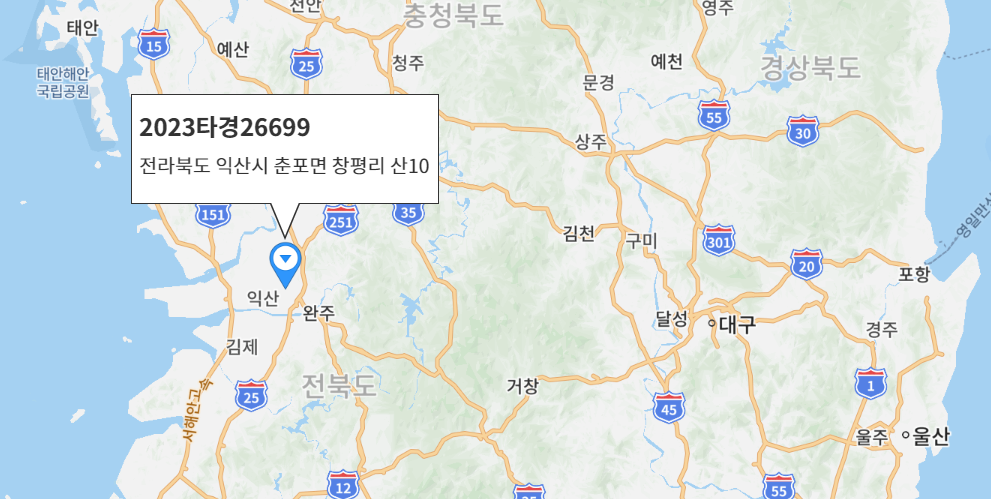 천안
충청북도
영주
태안
15
예산
25
청주
예천
경상북도
태안해안
국립공원
문경
2023타경26699
전라북도 익산시 춘포면 창평리 산10
55
30
상주
151
251
35
김천
구미
301
영일만
20
포항
익산
완주
달성
대구
경주
김제
전북도
거창
25
서해안고속
45
1
울주
울산
12
35
55